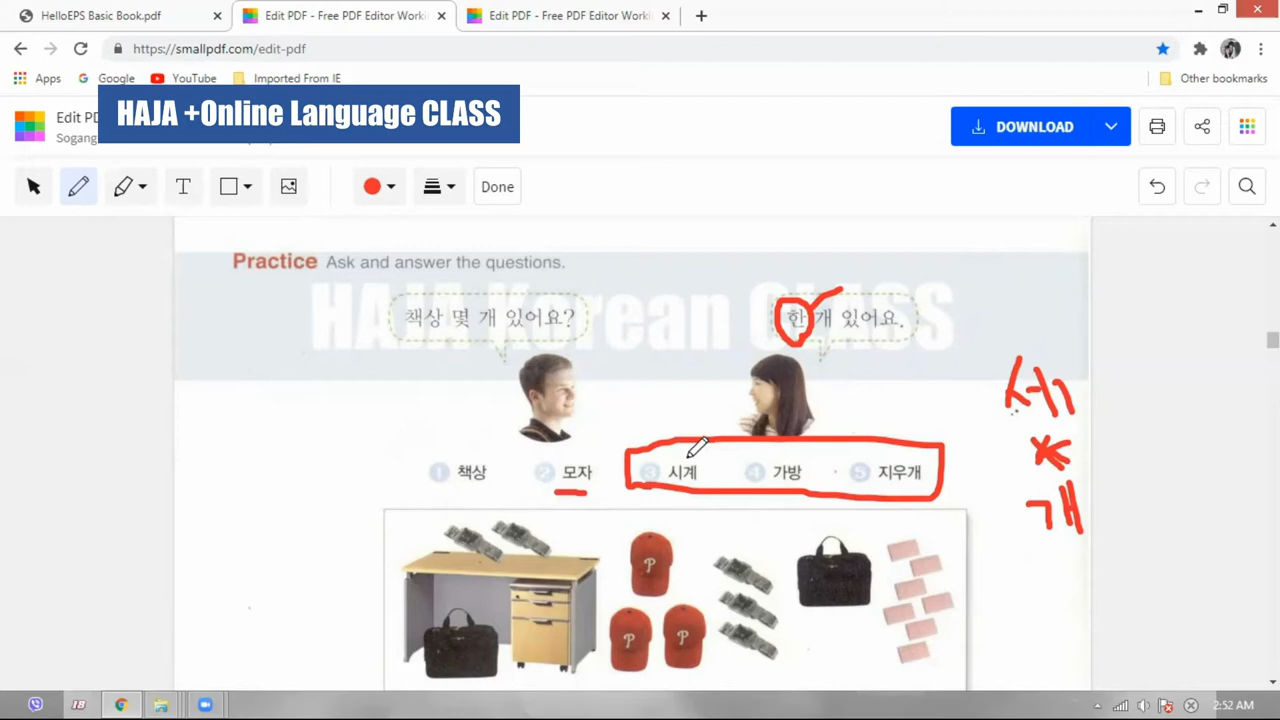 HelloEPS Basic Book.pdf
Edit PDF - Free PDF Editor Worki
Edit PDF - Free PDF Editor Worki
https://smallpdf.com/edit-pdf
Apps
Google
YouTube
Imported From IE
Other bookmarks
HAJA +Online Language CLASS
Edit PD
Sogang
DOWNLOAD
T
Done
Practice Ask and answer the questions.
HAJA Korean CLASS
책상 몇 개 있어요?
한 개 있어요.
1 책상
2 모자
3 시계
4 가방
5 지우개
개
P
P
P
18
2:52 AM